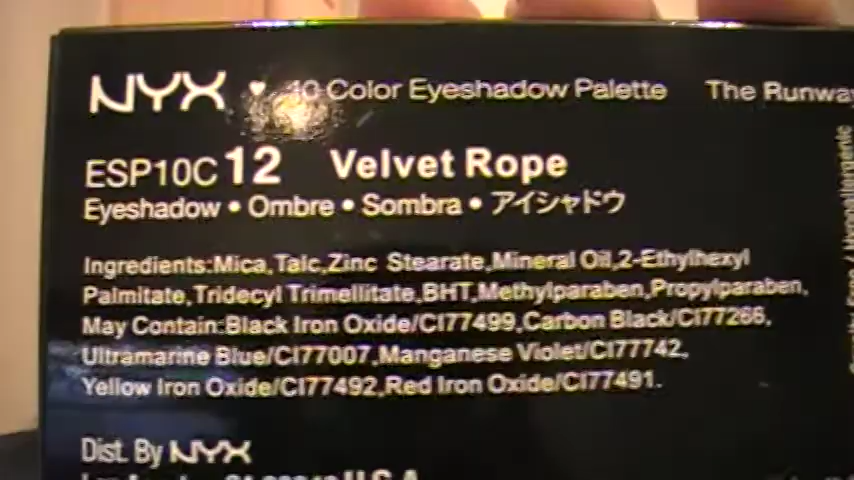 NYX ♥ 10 Color Eyeshadow Palette The Runway
ESP10C 12 Velvet Rope
Eyeshadow • Ombre • Sombra • アイシャドウ
Ingredients:Mica,Talc,Zinc Stearate,Mineral Oil,2-Ethylhexyl
Palmitate,Tridecyl Trimellitate,BHT,Methylparaben,Propylparaben,
May Contain:Black Iron Oxide/CI77499,Carbon Black/CI77266,
Ultramarine Blue/CI77007,Manganese Violet/CI77742,
Yellow Iron Oxide/CI77492,Red Iron Oxide/CI77491.
Dist. By NYX
U.S.A
Free / Hypoallergenic